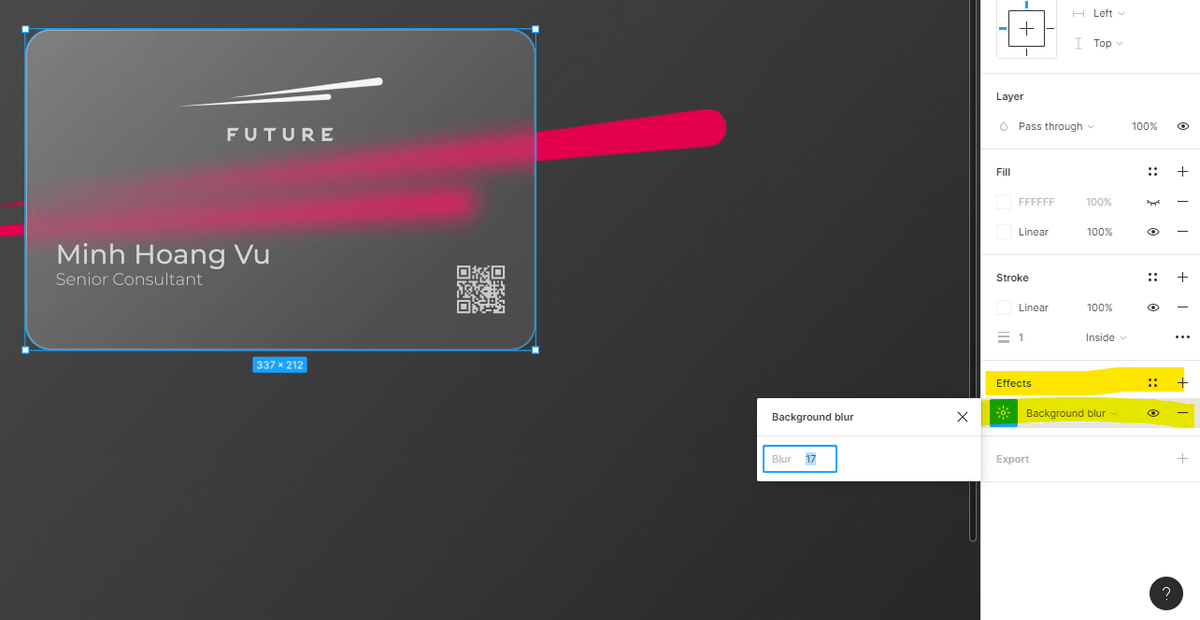 FUTURE
Minh Hoang Vu
Senior Consultant
337 × 212
Left
Top
Layer
Pass through 100%
Fill
FFFFFF 100%
Linear 100%
Stroke
Linear 100%
1 Inside
Effects
Background blur
Export
Background blur
Blur 17
?